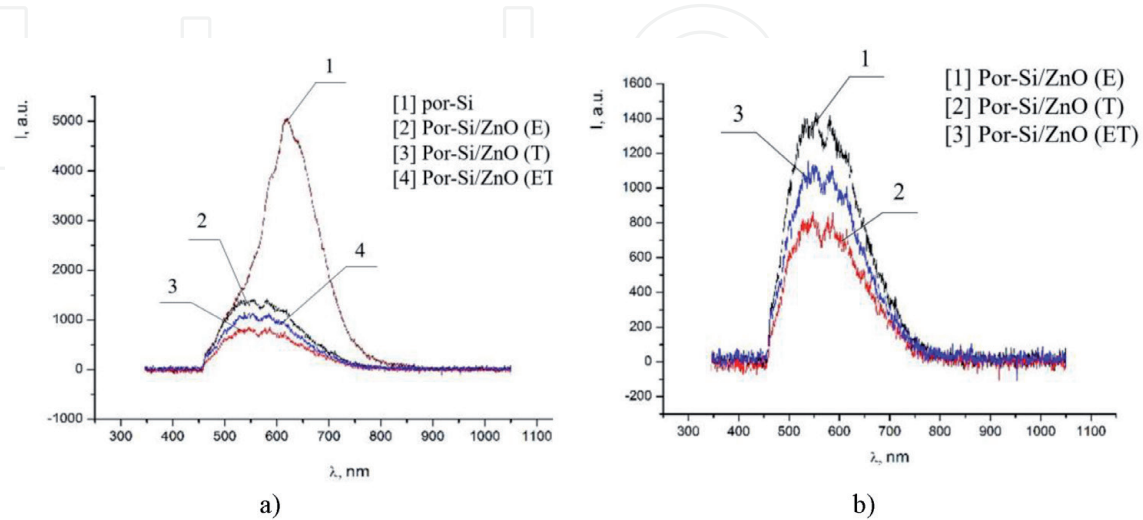 1
[1] por-Si
[2] Por-Si/ZnO (E)
[3] Por-Si/ZnO (T)
[4] Por-Si/ZnO (ET
I, a.u.
5000
4000
3000
2000
1000
0
-1000
2
3
4
300 400 500 600 700 800 900 1000 1100
λ, nm
a)
1
[1] Por-Si/ZnO (E)
[2] Por-Si/ZnO (T)
[3] Por-Si/ZnO (ET)
I, a.u.
1600
1400
1200
1000
800
600
400
200
0
-200
3
2
300 400 500 600 700 800 900 1000 1100
λ, nm
b)